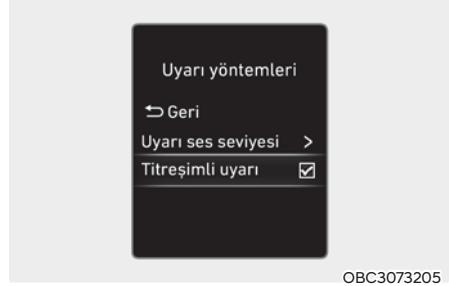 Uyarı yöntemleri
Geri
Uyarı ses seviyesi >
Titreşimli uyarı
OBC3073205